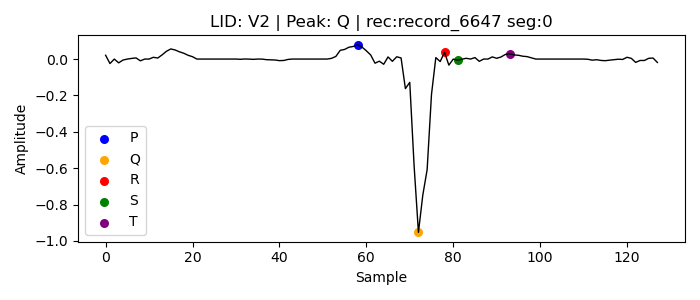 LID: V2 | Peak: Q | rec:record_6647 seg:0
Amplitude
0.0
−0.2
−0.4
−0.6
−0.8
−1.0
P
Q
R
S
T
0 20 40 60 80 100 120
Sample